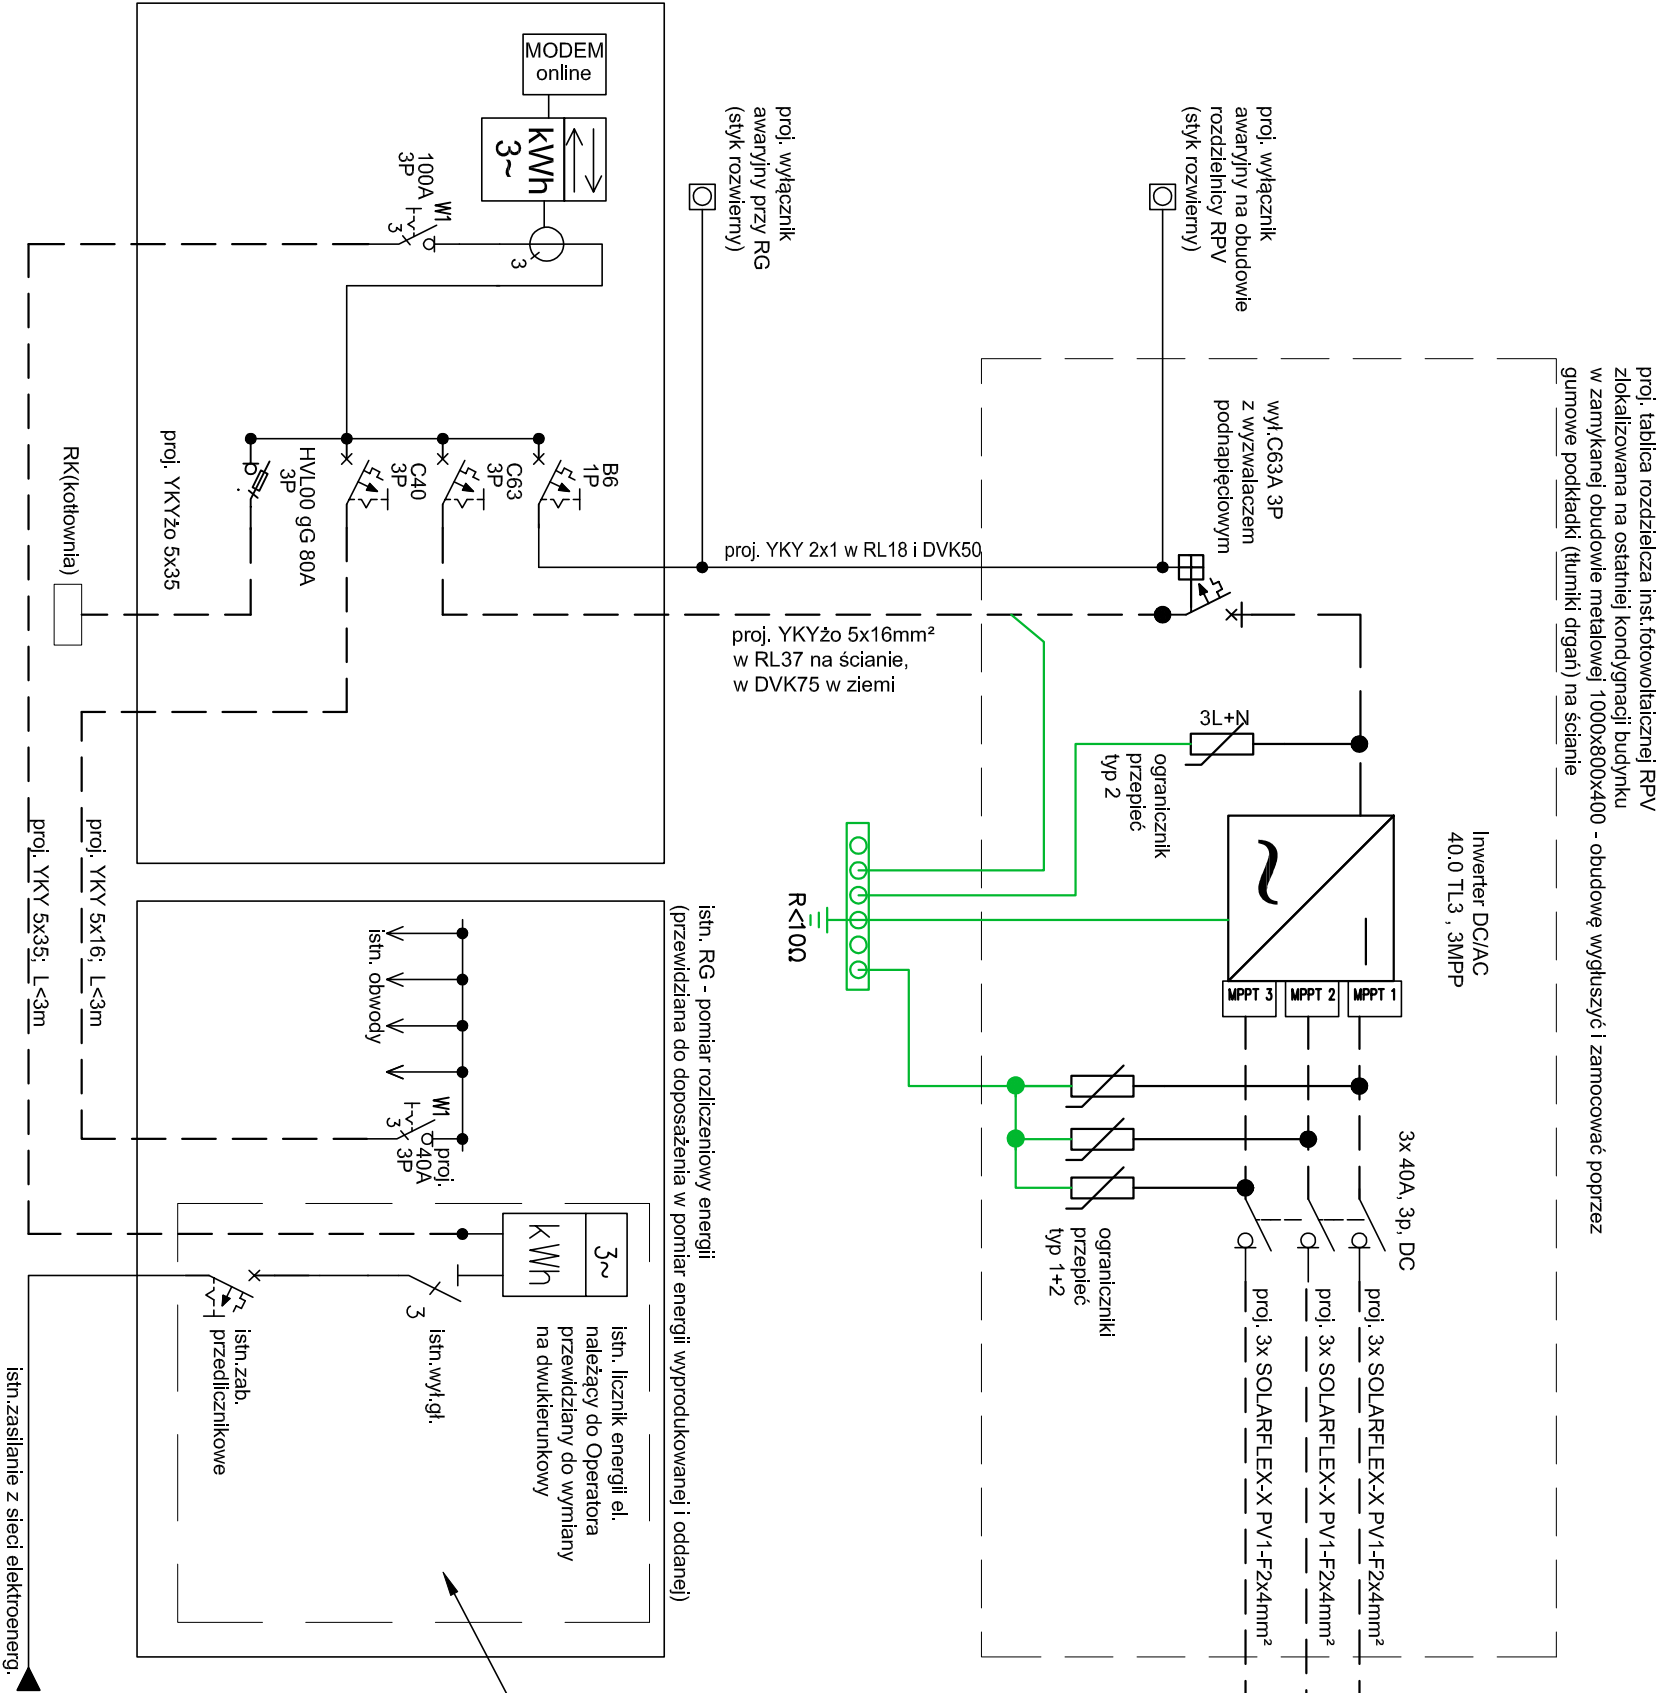 MODEM
online
kWh
3~
100A
3P
W1
3
3
proj. wyłącznik
awaryjny przy RG
(styk rozwierny)
proj. wyłącznik
awaryjny na obudowie
rozdzielnicy RPV
(styk rozwierny)
proj. tablica rozdzielcza inst.fotowoltaicznej RPV
zlokalizowana na ostatniej kondygnacji budynku
w zamykanej obudowie metalowej 1000x800x400 - obudowę wygłuszyć i zamocować poprzez
gumowe podkładki (tłumiki drgań) na ścianie
wył.C63A 3P
z wyzwalaczem
podnapięciowym
B6
1P
C63
3P
C40
3P
HVL00 gG 80A
3P
proj. YKYżo 5x35
RK(kotłownia)
proj. YKY 2x1 w RL18 i DVK50
proj. YKYżo 5x16mm²
w RL37 na ścianie,
w DVK75 w ziemi
3L+N
ogranicznik
przepięć
typ 2
Inwerter DC/AC
40.0 TL3 , 3MPP
MPPT 3
MPPT 2
MPPT 1
R<10Ω
3x 40A, 3p, DC
ograniczniki
przepięć
typ 1+2
proj. 3x SOLARFLEX-X PV1-F2x4mm²
proj. 3x SOLARFLEX-X PV1-F2x4mm²
proj. 3x SOLARFLEX-X PV1-F2x4mm²
proj. YKY 5x16; L<3m
proj. YKY 5x35; L<3m
istn. RG - pomiar rozliczeniowy energii
(przewidziana do doposażenia w pomiar energii wyprodukowanej i oddanej)
istn. obwody
W1
3
proj.
40A
3P
3~
kWh
istn. licznik energii el.
należący do Operatora
przewidziany do wymiany
na dwukierunkowy
istn.wył.gł.
3
istn.zab.
przedlicznikowe
istn.zasilanie z sieci elektroenerg.